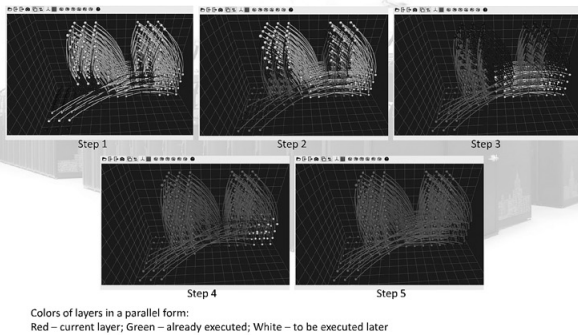 Step 1
Step 2
Step 3
Step 4
Step 5
Colors of layers in a parallel form:
Red – current layer; Green – already executed; White – to be executed later